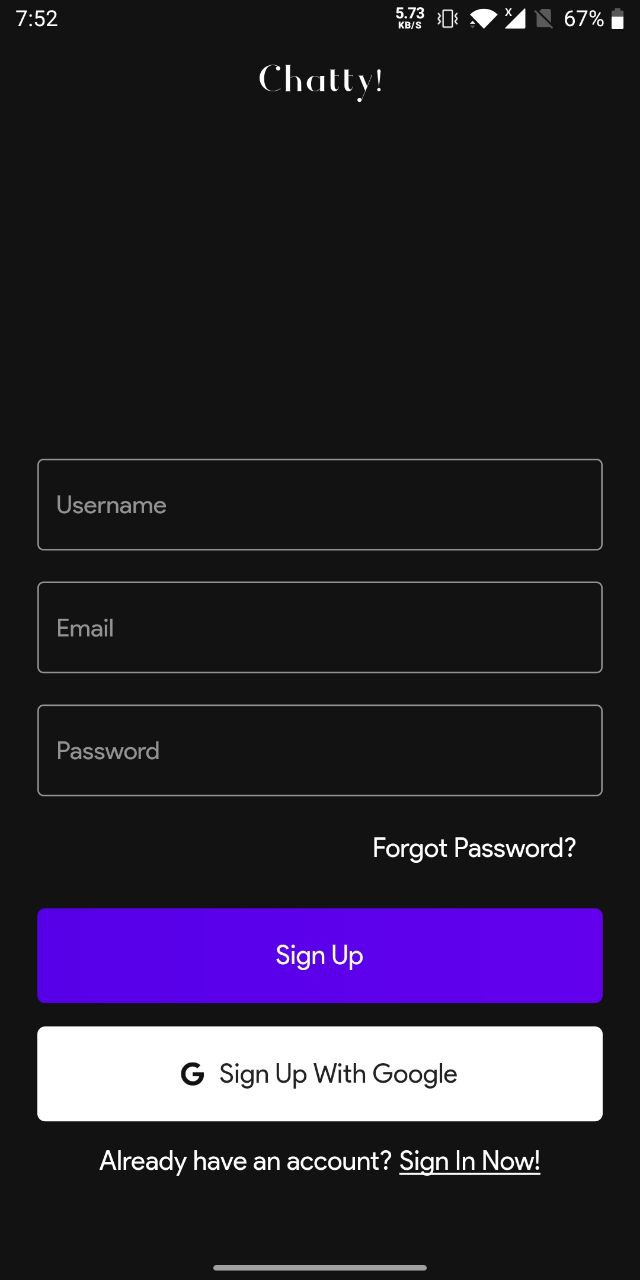 7:52
5.73
KB/S
X
67%
Chatty!
Username
Email
Password
Forgot Password?
Sign Up
G Sign Up With Google
Already have an account? Sign In Now!